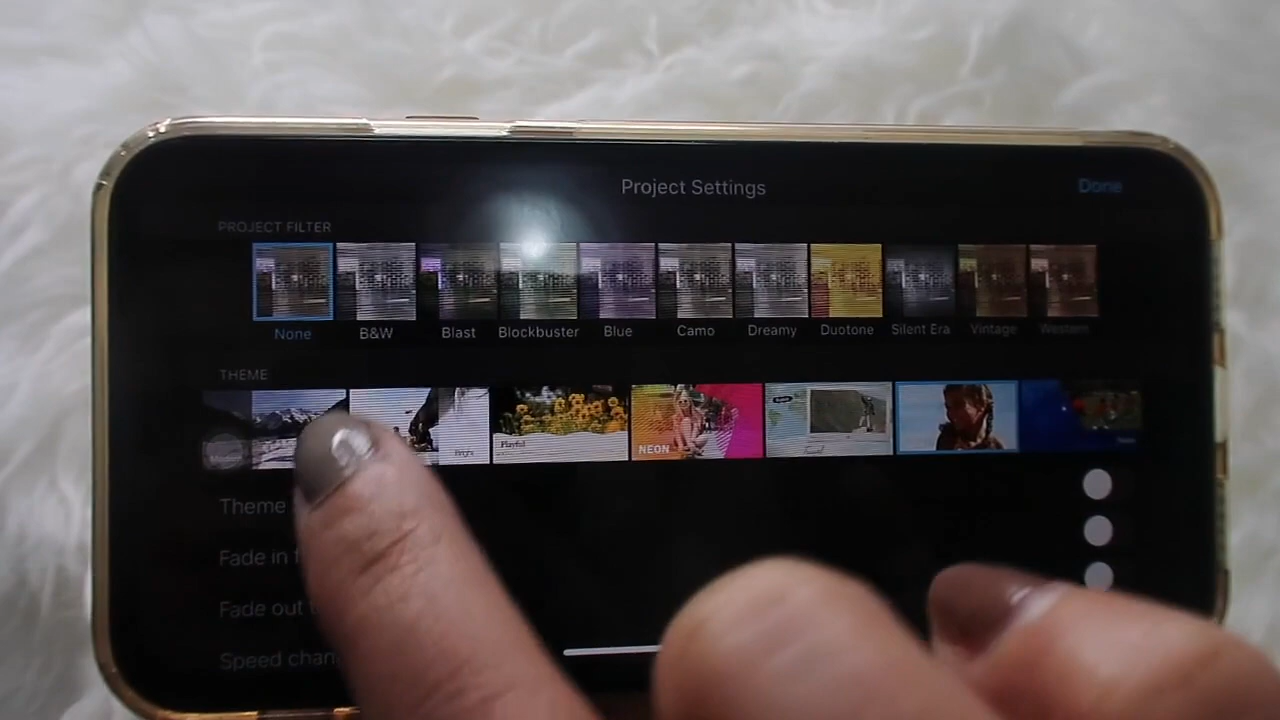 Project Settings
Done
PROJECT FILTER
None B&W Blast Blockbuster Blue Camo Dreamy Duotone Silent Era Vintage Western
THEME
Bright
Playful
NEON
Theme
Fade in
Fade out
Speed